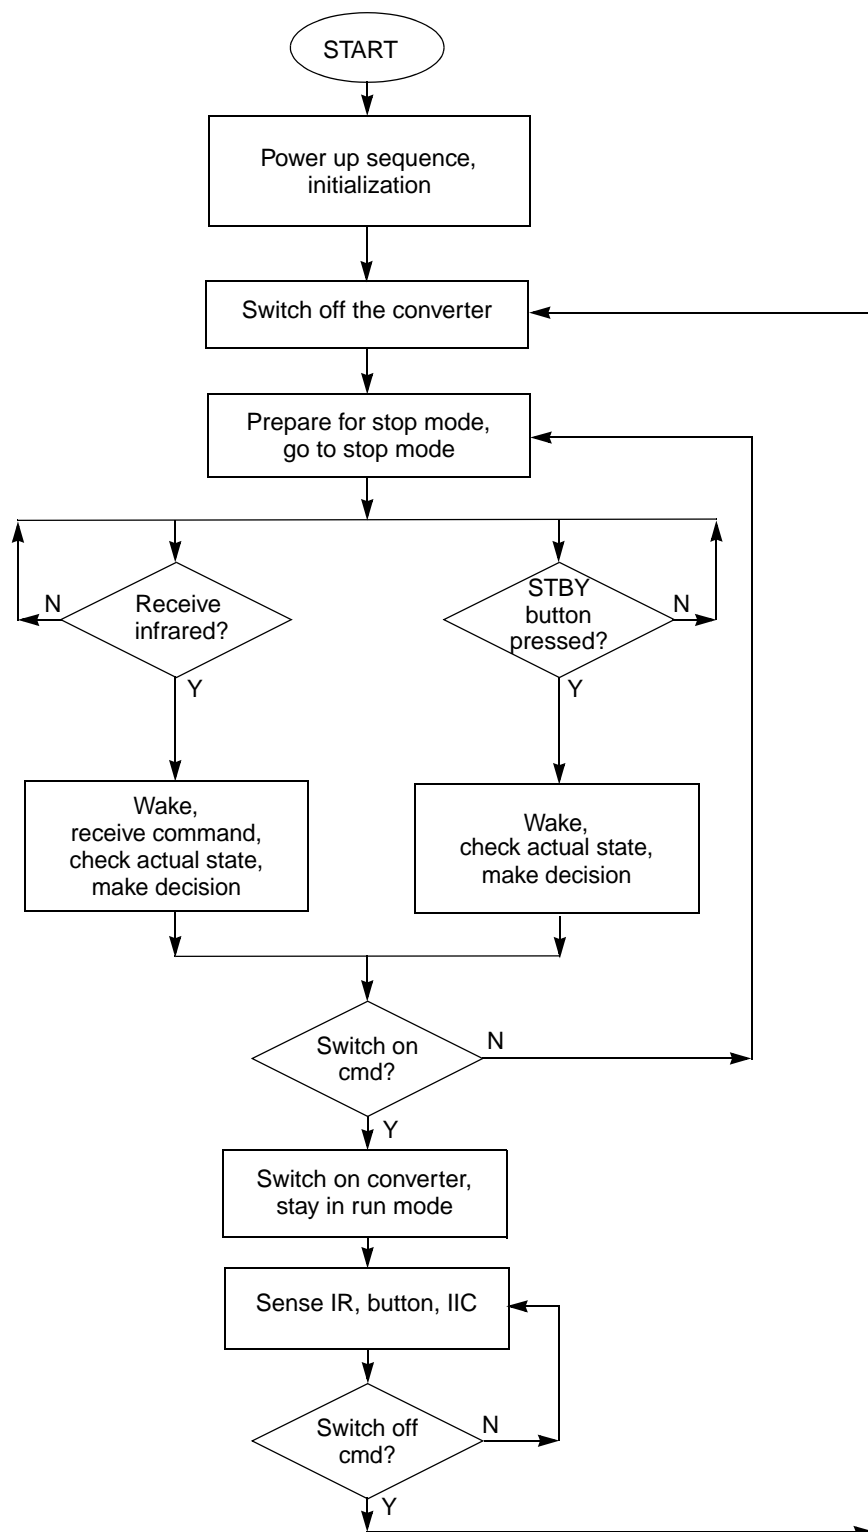 START
Power up sequence,
initialization
Switch off the converter
Prepare for stop mode,
go to stop mode
N
Receive
infrared?
Y
STBY
button
pressed?
N
Y
Wake,
receive command,
check actual state,
make decision
Wake,
check actual state,
make decision
Switch on
cmd?
N
Y
Switch on converter,
stay in run mode
Sense IR, button, IIC
Switch off
cmd?
N
Y